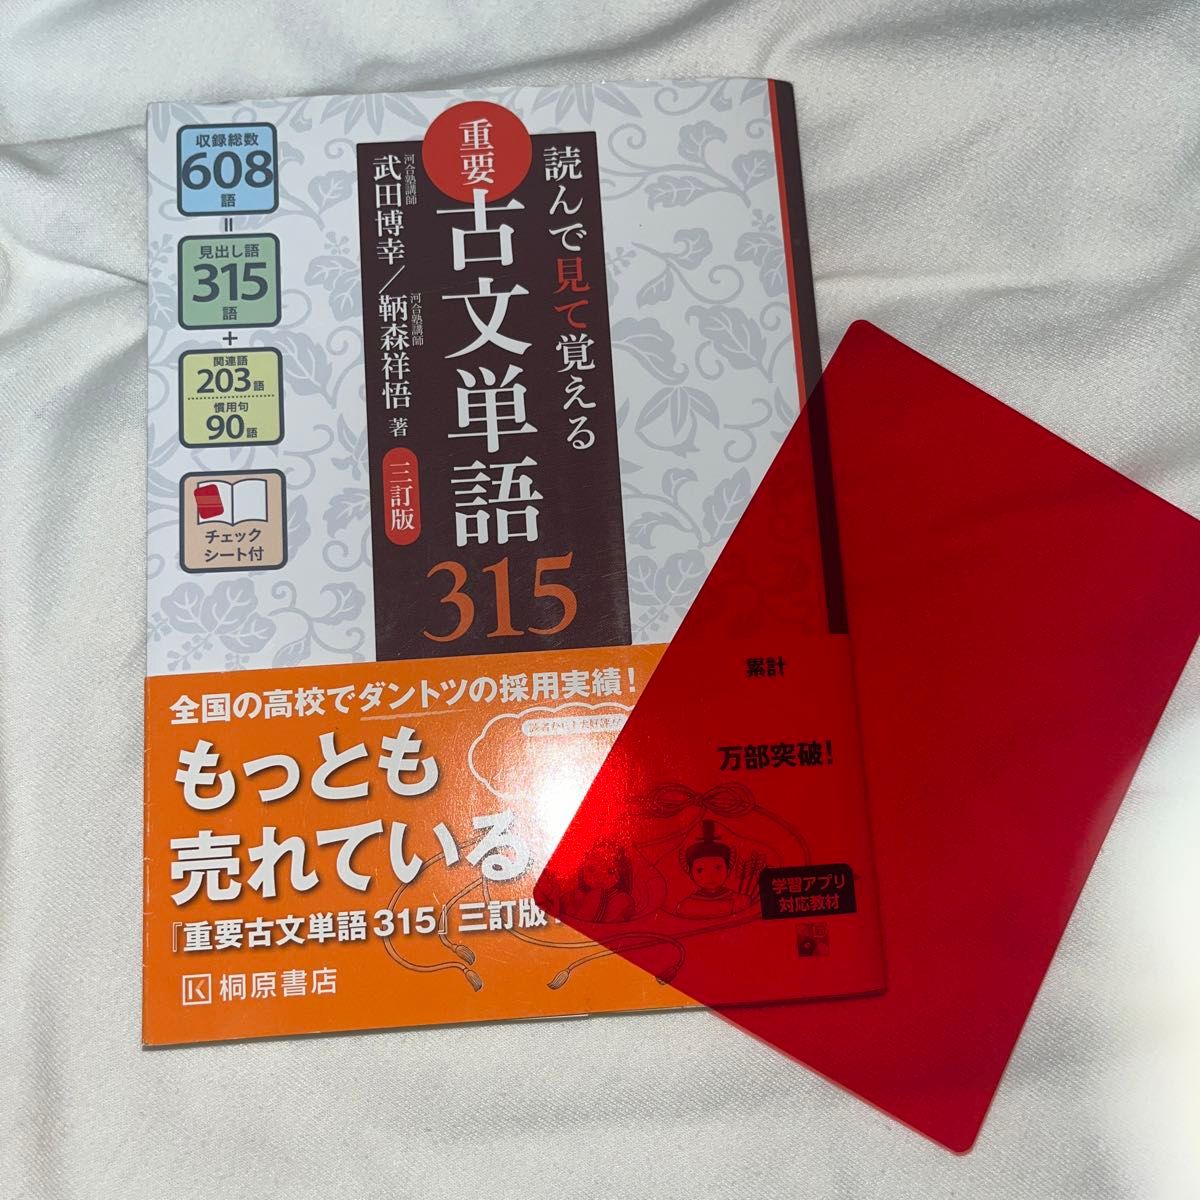 収録総数
608
語
=
見出し語
315
語
+
関連語
203語
慣用句
90語
チェック
シート付
読んで見て覚える
重要
古文単語
315
河合塾講師
武田博幸/鞆森祥悟 著
河合塾講師
三訂版
全国の高校でダントツの採用実績!
もっとも
売れている
『重要古文単語315』三訂版
K 桐原書店
累計
万部突破!
学習アプリ
対応教材